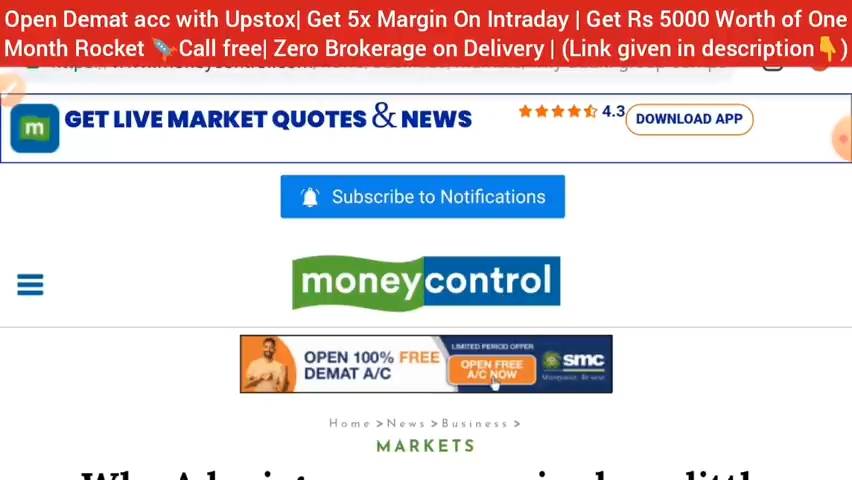 Open Demat acc with Upstox| Get 5x Margin On Intraday | Get Rs 5000 Worth of One
Month Rocket 🚀Call free| Zero Brokerage on Delivery | (Link given in description👇)
m
GET LIVE MARKET QUOTES & NEWS
4.3
DOWNLOAD APP
Subscribe to Notifications
moneycontrol
OPEN 100% FREE
DEMAT A/C
LIMITED PERIOD OFFER
OPEN FREE
A/C NOW
smc
Home >News >Business >
MARKETS